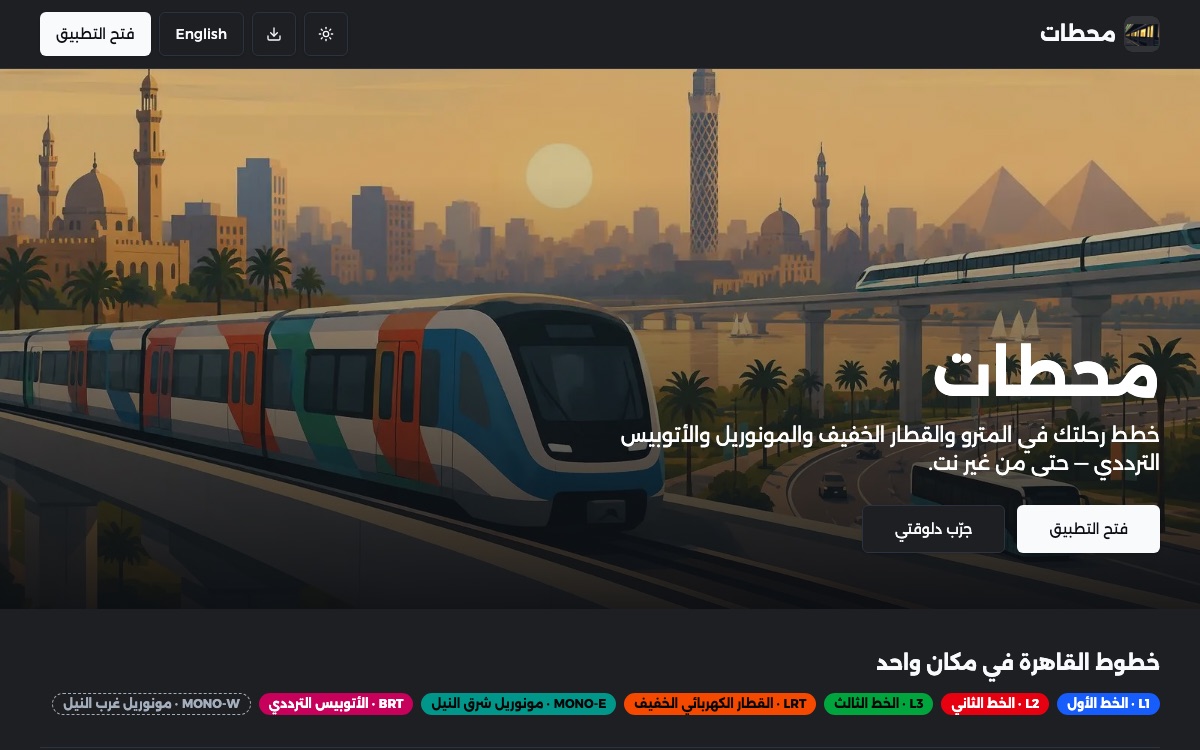 محطات
English
فتح التطبيق
محطات
خطط رحلتك في المترو والقطار الخفيف والمونوريل والأتوبيس
الترددي — حتى من غير نت.
فتح التطبيق
جرّب دلوقتي
خطوط القاهرة في مكان واحد
L1 · الخط الأول
L2 · الخط الثاني
L3 · الخط الثالث
LRT · القطار الكهربائي الخفيف
MONO-E · مونوريل شرق النيل
BRT · الأتوبيس الترددي
MONO-W · مونوريل غرب النيل